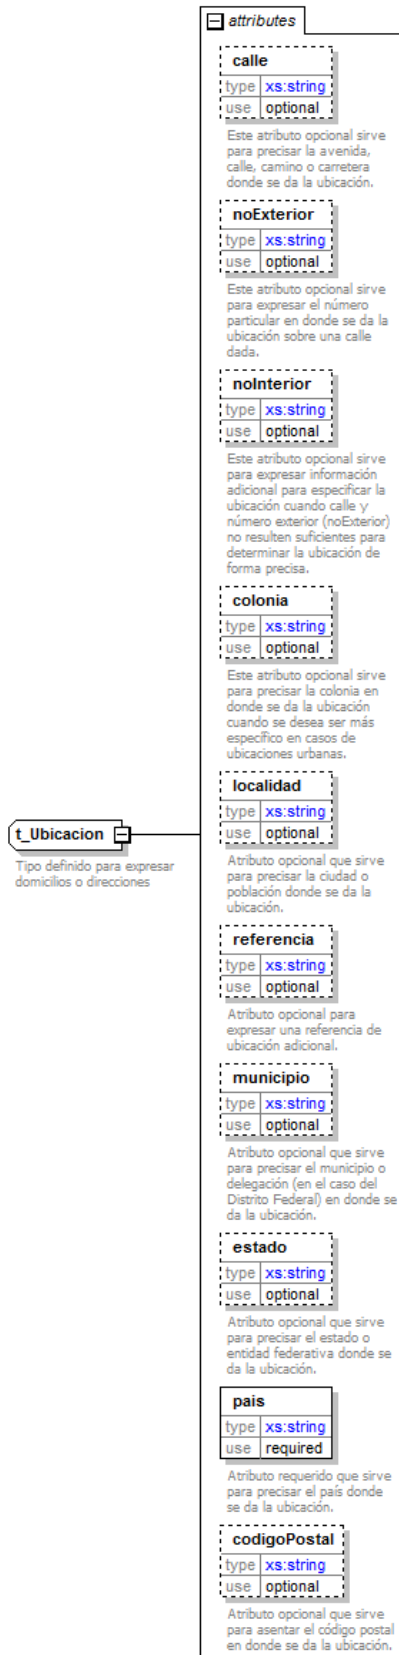 attributes
calle
type xs:string
use optional
Este atributo opcional sirve
para precisar la avenida,
calle, camino o carretera
donde se da la ubicación.
noExterior
type xs:string
use optional
Este atributo opcional sirve
para expresar el número
particular en donde se da la
ubicación sobre una calle
dada.
noInterior
type xs:string
use optional
Este atributo opcional sirve
para expresar información
adicional para especificar la
ubicación cuando calle y
número exterior (noExterior)
no resulten suficientes para
determinar la ubicación de
forma precisa.
colonia
type xs:string
use optional
Este atributo opcional sirve
para precisar la colonia en
donde se da la ubicación
cuando se desea ser más
específico en casos de
ubicaciones urbanas.
localidad
type xs:string
use optional
Atributo opcional que sirve
para precisar la ciudad o
población donde se da la
ubicación.
t_Ubicacion
Tipo definido para expresar
domicilios o direcciones
referencia
type xs:string
use optional
Atributo opcional para
expresar una referencia de
ubicación adicional.
municipio
type xs:string
use optional
Atributo opcional que sirve
para precisar el municipio o
delegación (en el caso del
Distrito Federal) en donde se
da la ubicación.
estado
type xs:string
use optional
Atributo opcional que sirve
para precisar el estado o
entidad federativa donde se
da la ubicación.
pais
type xs:string
use required
Atributo requerido que sirve
para precisar el país donde
se da la ubicación.
codigoPostal
type xs:string
use optional
Atributo opcional que sirve
para asentar el código postal
en donde se da la ubicación.